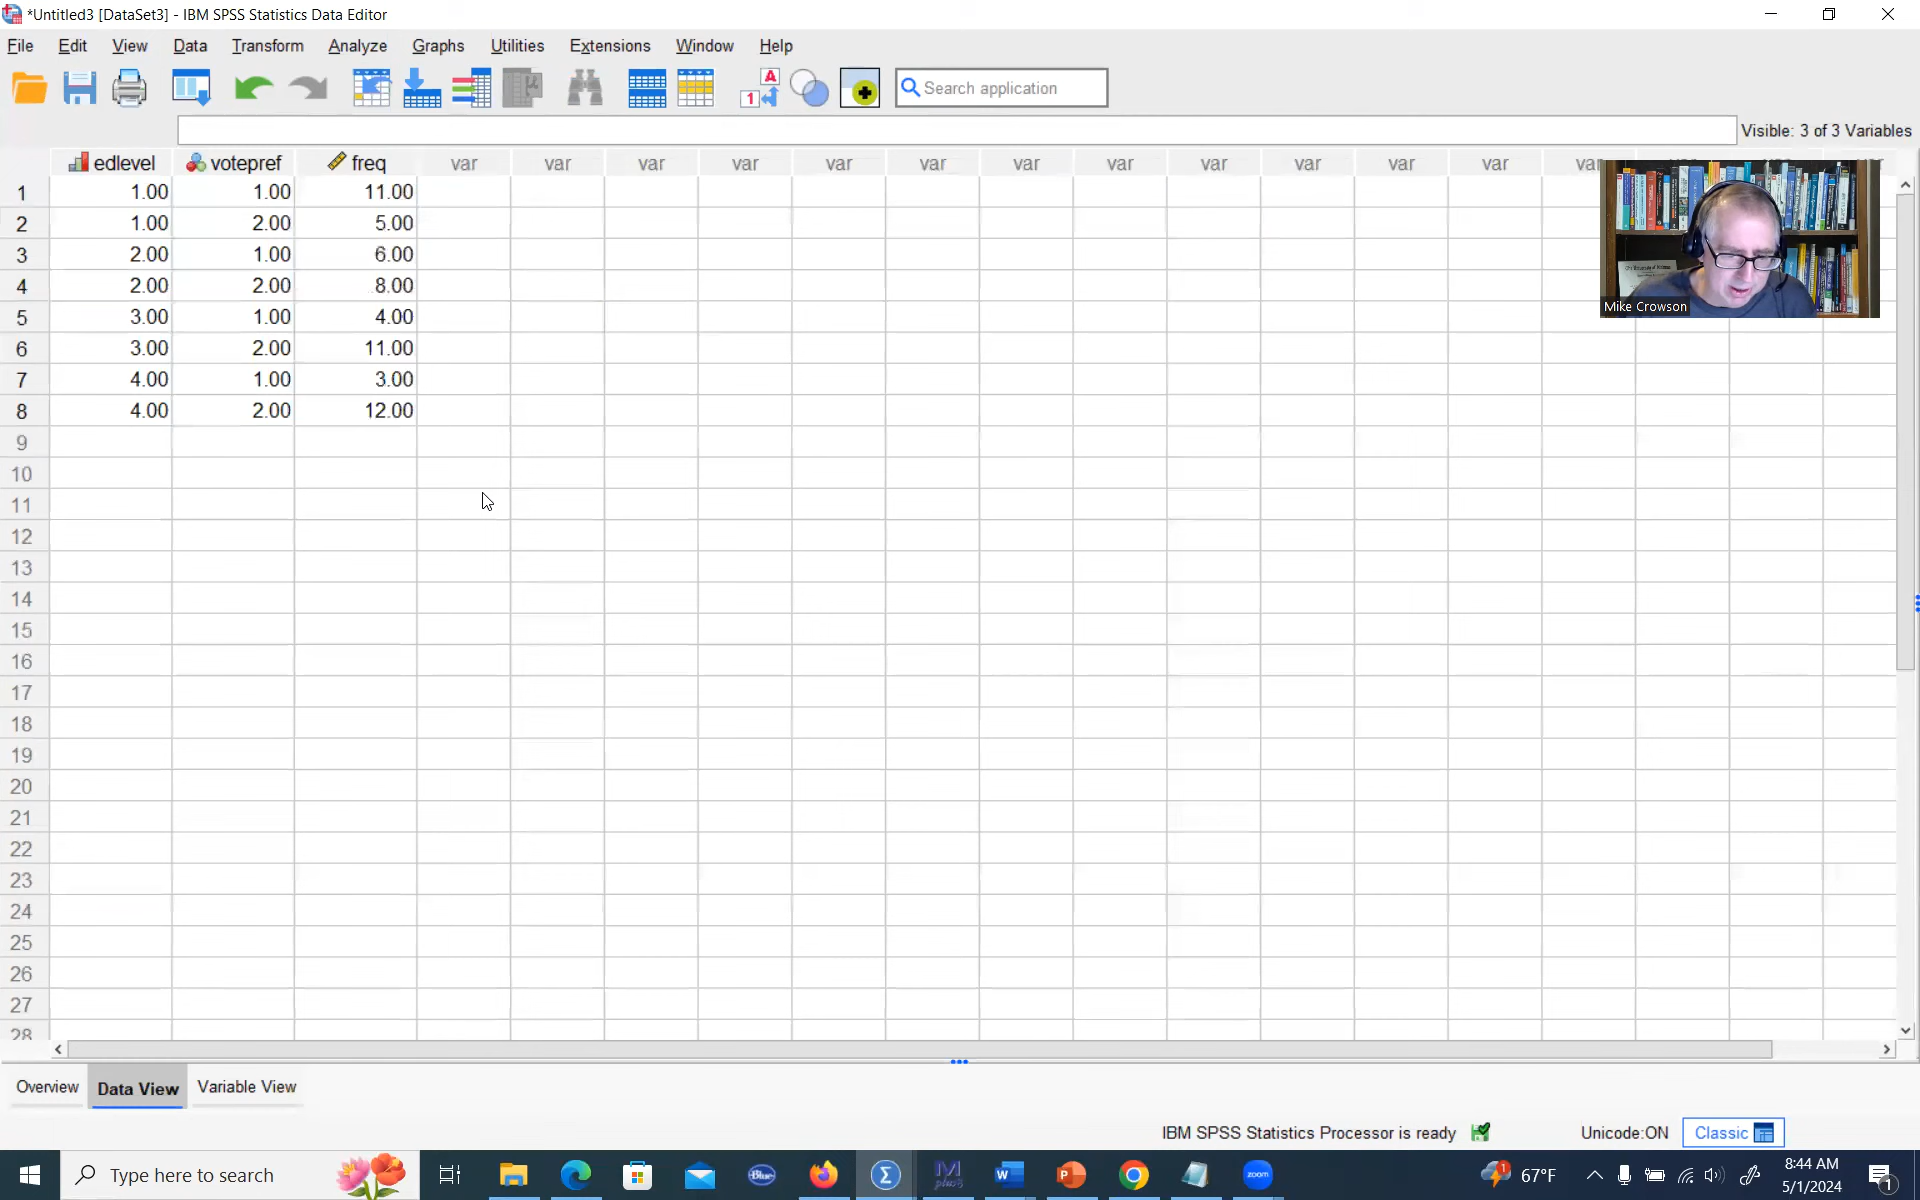 *Untitled3 [DataSet3] - IBM SPSS Statistics Data Editor
File Edit View Data Transform Analyze Graphs Utilities Extensions Window Help
A
1
Search application
Visible: 3 of 3 Variables
edlevel votepref freq var var var var var var var var var var var var var
1 1.00 1.00 11.00
2 1.00 2.00 5.00
3 2.00 1.00 6.00
4 2.00 2.00 8.00
5 3.00 1.00 4.00
6 3.00 2.00 11.00
7 4.00 1.00 3.00
8 4.00 2.00 12.00
Mike Crowson
9
10
11
12
13
14
15
16
17
18
19
20
21
22
23
24
25
26
27
28
Overview Data View Variable View
IBM SPSS Statistics Processor is ready
Unicode:ON
Classic
Type here to search
Blue
Σ
W
P
zoom
1
67°F
8:44 AM
5/1/2024
1